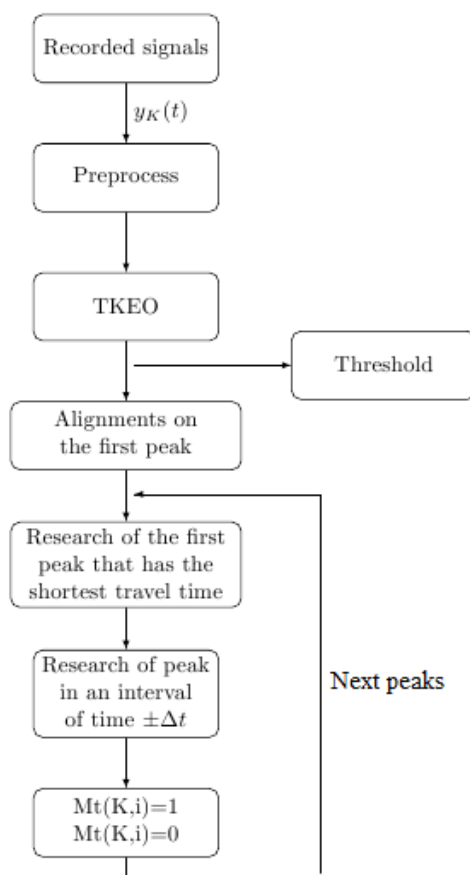 Recorded signals
y_K(t)
Preprocess
TKEO
Threshold
Alignments on
the first peak
Research of the first
peak that has the
shortest travel time
Research of peak
in an interval
of time ±Δt
Next peaks
Mt(K,i)=1
Mt(K,i)=0